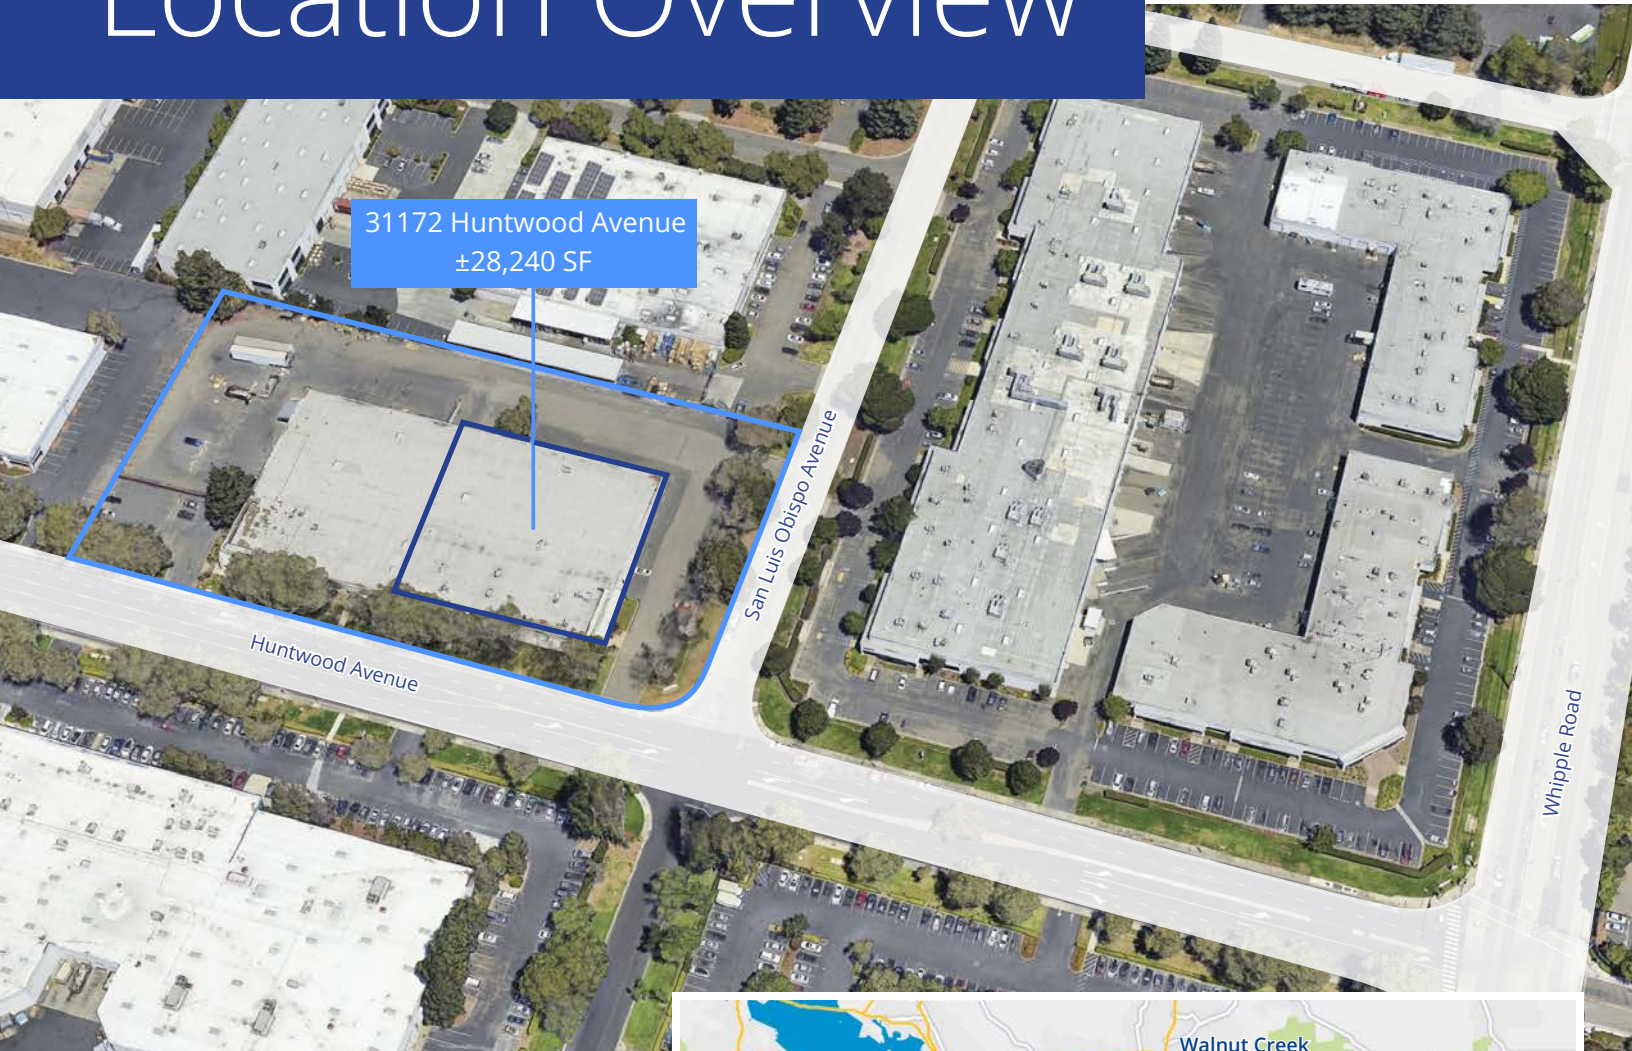 Location Overview
31172 Huntwood Avenue
±28,240 SF
San Luis Obispo Avenue
Huntwood Avenue
Whipple Road
Walnut Creek